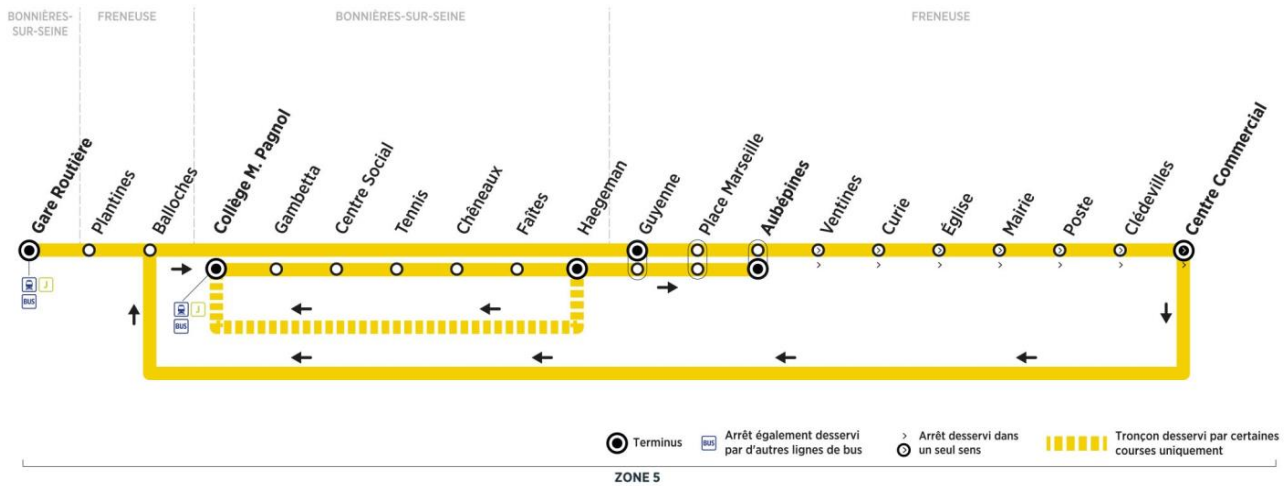 BONNIÈRES-
SUR-SEINE
FRENEUSE
BONNIÈRES-SUR-SEINE
FRENEUSE
Gare Routière
Plantines
Balloches
Collège M. Pagnol
Gambetta
Centre Social
Tennis
Chêneaux
Faîtes
Haegeman
Guyenne
Place Marseille
Aubépines
Ventines
Curie
Église
Mairie
Poste
Clédevilles
Centre Commercial
J
BUS
J
BUS
Terminus
BUS
Arrêt également desservi
par d'autres lignes de bus
Arrêt desservi dans
un seul sens
Tronçon desservi par certaines
courses uniquement
ZONE 5